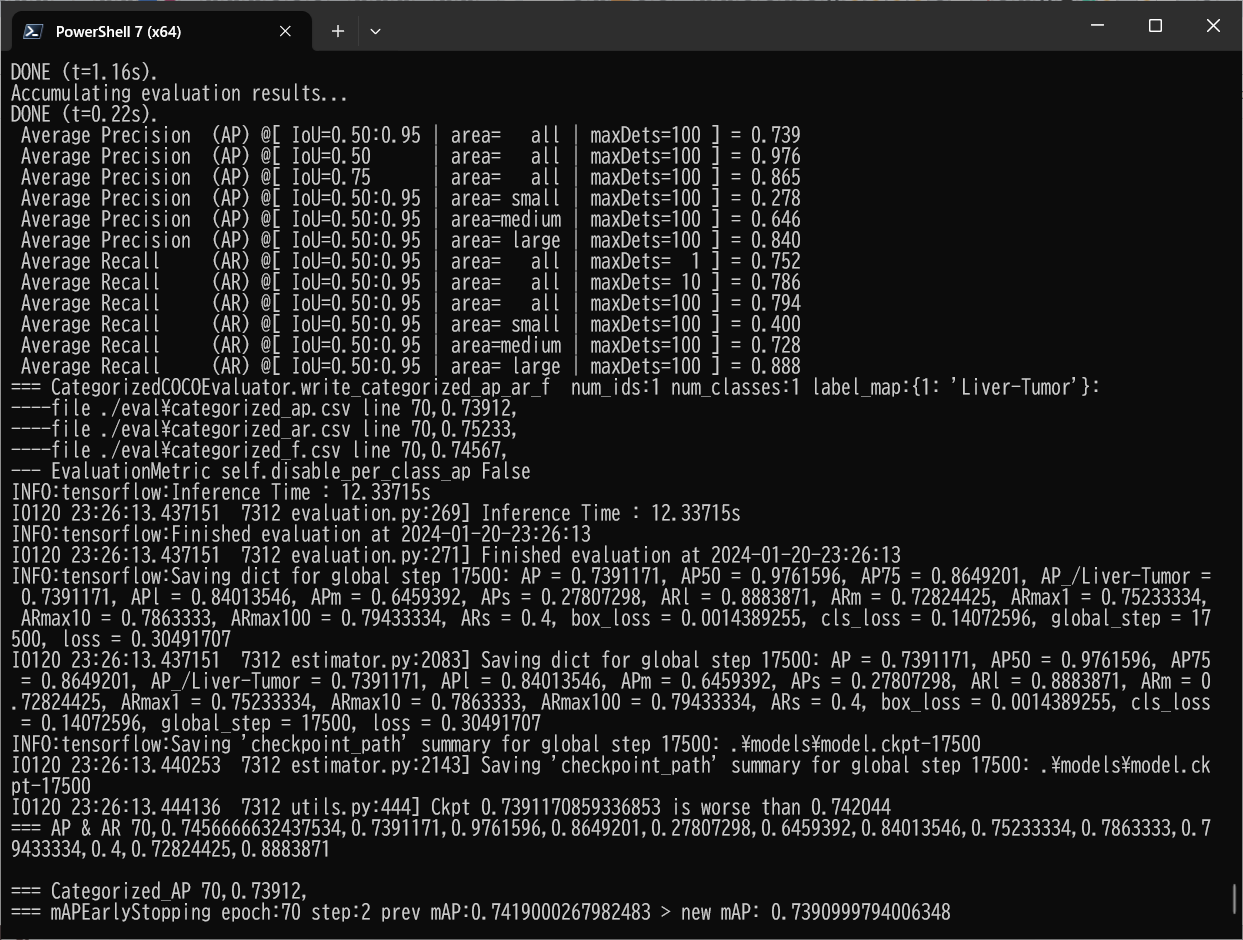 PowerShell 7 (x64)
DONE (t=1.16s).
Accumulating evaluation results...
DONE (t=0.22s).
 Average Precision  (AP) @[ IoU=0.50:0.95 | area=   all | maxDets=100 ] = 0.739
 Average Precision  (AP) @[ IoU=0.50      | area=   all | maxDets=100 ] = 0.976
 Average Precision  (AP) @[ IoU=0.75      | area=   all | maxDets=100 ] = 0.865
 Average Precision  (AP) @[ IoU=0.50:0.95 | area= small | maxDets=100 ] = 0.278
 Average Precision  (AP) @[ IoU=0.50:0.95 | area=medium | maxDets=100 ] = 0.646
 Average Precision  (AP) @[ IoU=0.50:0.95 | area= large | maxDets=100 ] = 0.840
 Average Recall     (AR) @[ IoU=0.50:0.95 | area=   all | maxDets=  1 ] = 0.752
 Average Recall     (AR) @[ IoU=0.50:0.95 | area=   all | maxDets= 10 ] = 0.786
 Average Recall     (AR) @[ IoU=0.50:0.95 | area=   all | maxDets=100 ] = 0.794
 Average Recall     (AR) @[ IoU=0.50:0.95 | area= small | maxDets=100 ] = 0.400
 Average Recall     (AR) @[ IoU=0.50:0.95 | area=medium | maxDets=100 ] = 0.728
 Average Recall     (AR) @[ IoU=0.50:0.95 | area= large | maxDets=100 ] = 0.888
=== CategorizedCOCOEvaluator.write_categorized_ap_ar_f  num_ids:1 num_classes:1 label_map:{1: 'Liver-Tumor'}:
----file ./eval¥categorized_ap.csv line 70,0.73912,
----file ./eval¥categorized_ar.csv line 70,0.75233,
----file ./eval¥categorized_f.csv line 70,0.74567,
--- EvaluationMetric self.disable_per_class_ap False
INFO:tensorflow:Inference Time : 12.33715s
I0120 23:26:13.437151  7312 evaluation.py:269] Inference Time : 12.33715s
INFO:tensorflow:Finished evaluation at 2024-01-20-23:26:13
I0120 23:26:13.437151  7312 evaluation.py:271] Finished evaluation at 2024-01-20-23:26:13
INFO:tensorflow:Saving dict for global step 17500: AP = 0.7391171, AP50 = 0.9761596, AP75 = 0.8649201, AP_/Liver-Tumor =
 0.7391171, APl = 0.84013546, APm = 0.6459392, APs = 0.27807298, ARl = 0.8883871, ARm = 0.72824425, ARmax1 = 0.75233334,
 ARmax10 = 0.7863333, ARmax100 = 0.79433334, ARs = 0.4, box_loss = 0.0014389255, cls_loss = 0.14072596, global_step = 17
500, loss = 0.30491707
I0120 23:26:13.437151  7312 estimator.py:2083] Saving dict for global step 17500: AP = 0.7391171, AP50 = 0.9761596, AP75
 = 0.8649201, AP_/Liver-Tumor = 0.7391171, APl = 0.84013546, APm = 0.6459392, APs = 0.27807298, ARl = 0.8883871, ARm = 0
.72824425, ARmax1 = 0.75233334, ARmax10 = 0.7863333, ARmax100 = 0.79433334, ARs = 0.4, box_loss = 0.0014389255, cls_loss
 = 0.14072596, global_step = 17500, loss = 0.30491707
INFO:tensorflow:Saving 'checkpoint_path' summary for global step 17500: .¥models¥model.ckpt-17500
I0120 23:26:13.440253  7312 estimator.py:2143] Saving 'checkpoint_path' summary for global step 17500: .¥models¥model.ck
pt-17500
I0120 23:26:13.444136  7312 utils.py:444] Ckpt 0.7391170859336853 is worse than 0.742044
=== AP & AR 70,0.7456666632437534,0.7391171,0.9761596,0.8649201,0.27807298,0.6459392,0.84013546,0.75233334,0.7863333,0.7
9433334,0.4,0.72824425,0.8883871
=== Categorized_AP 70,0.73912,
=== mAPEarlyStopping epoch:70 step:2 prev mAP:0.7419000267982483 > new mAP: 0.7390999794006348